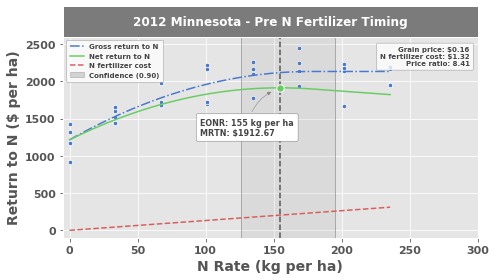 2012 Minnesota - Pre N Fertilizer Timing
Gross return to N
Net return to N
N fertilizer cost
Confidence (0.90)
Grain price: $0.16
N fertilizer cost: $1.32
Price ratio: 8.41
EONR: 155 kg per ha
MRTN: $1912.67
Return to N ($ per ha)
2500
2000
1500
1000
500
0
0
50
100
150
200
250
300
N Rate (kg per ha)